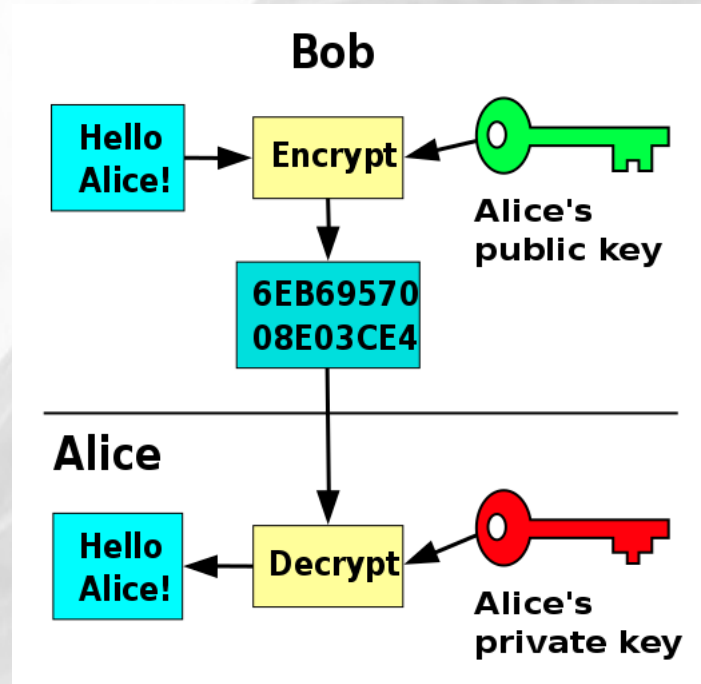 Bob
Hello
Alice!
Encrypt
Alice's
public key
6EB69570
08E03CE4
Alice
Hello
Alice!
Decrypt
Alice's
private key